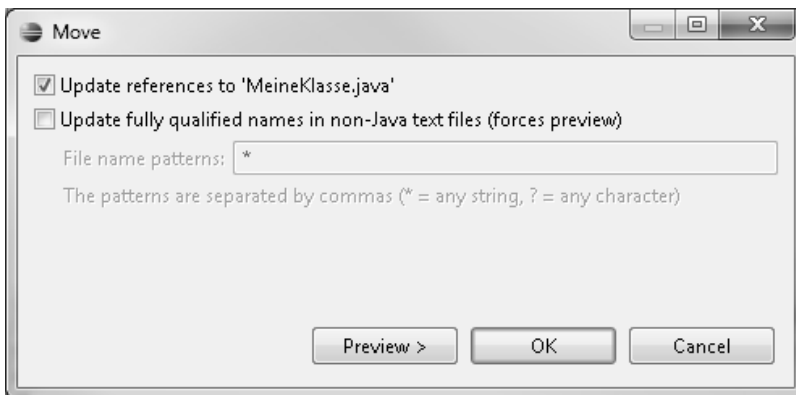 Move
Update references to 'MeineKlasse.java'
Update fully qualified names in non-Java text files (forces preview)
File name patterns: *
The patterns are separated by commas (* = any string, ? = any character)
Preview > OK Cancel